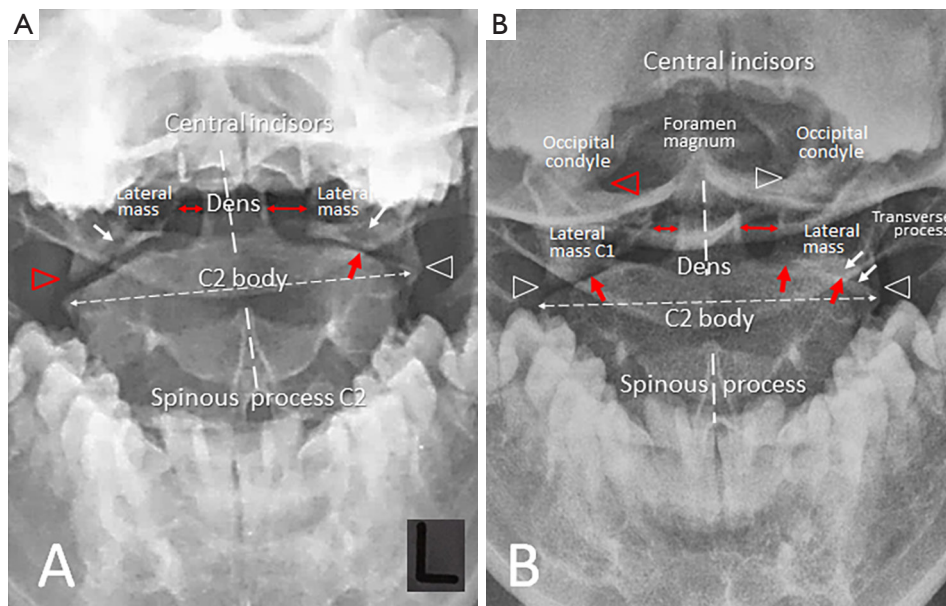 A
Central incisors
Lateral
mass
Dens
Lateral
mass
C2 body
Spinous process C2
A
L
B
Central incisors
Foramen
magnum
Occipital
condyle
Occipital
condyle
Lateral
mass C1
Dens
Lateral
mass
Transverse
process
C2 body
Spinous process
B